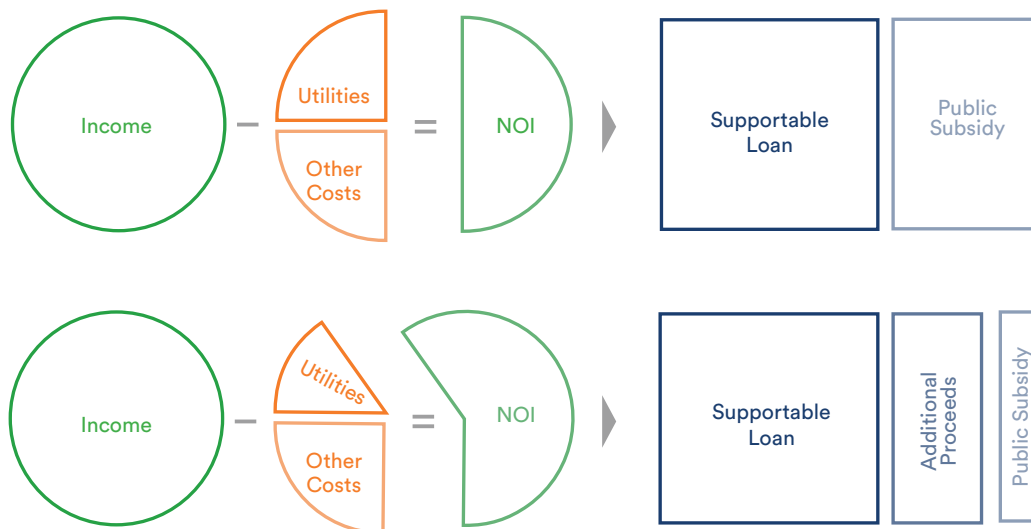 Income
Utilities
Other
Costs
NOI
Supportable
Loan
Public
Subsidy
Income
Utilities
Other
Costs
NOI
Supportable
Loan
Additional
Proceeds
Public Subsidy